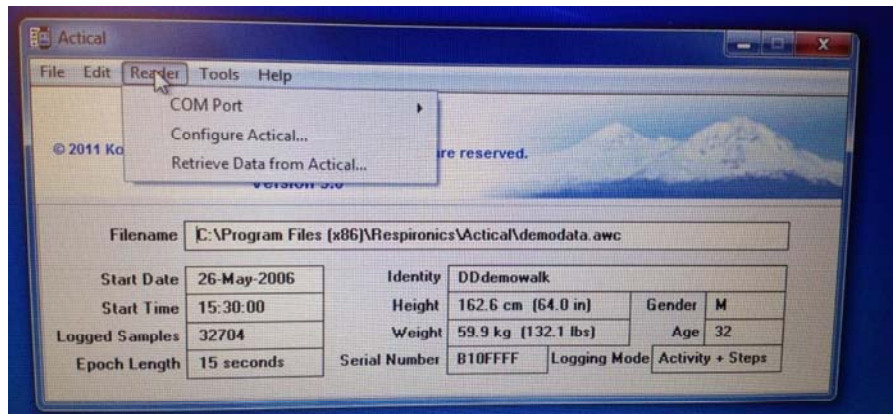 Actical
File Edit Reader Tools Help
COM Port
Configure Actical...
Retrieve Data from Actical...
© 2011 Ko re reserved.
Filename C:\Program Files (x86)\Respironics\Actical\demodata.awc
Start Date 26-May-2006 Identity DDdemowalk
Start Time 15:30:00 Height 162.6 cm (64.0 in) Gender M
Logged Samples 32704 Weight 59.9 kg (132.1 lbs) Age 32
Epoch Length 15 seconds Serial Number B10FFFF Logging Mode Activity + Steps